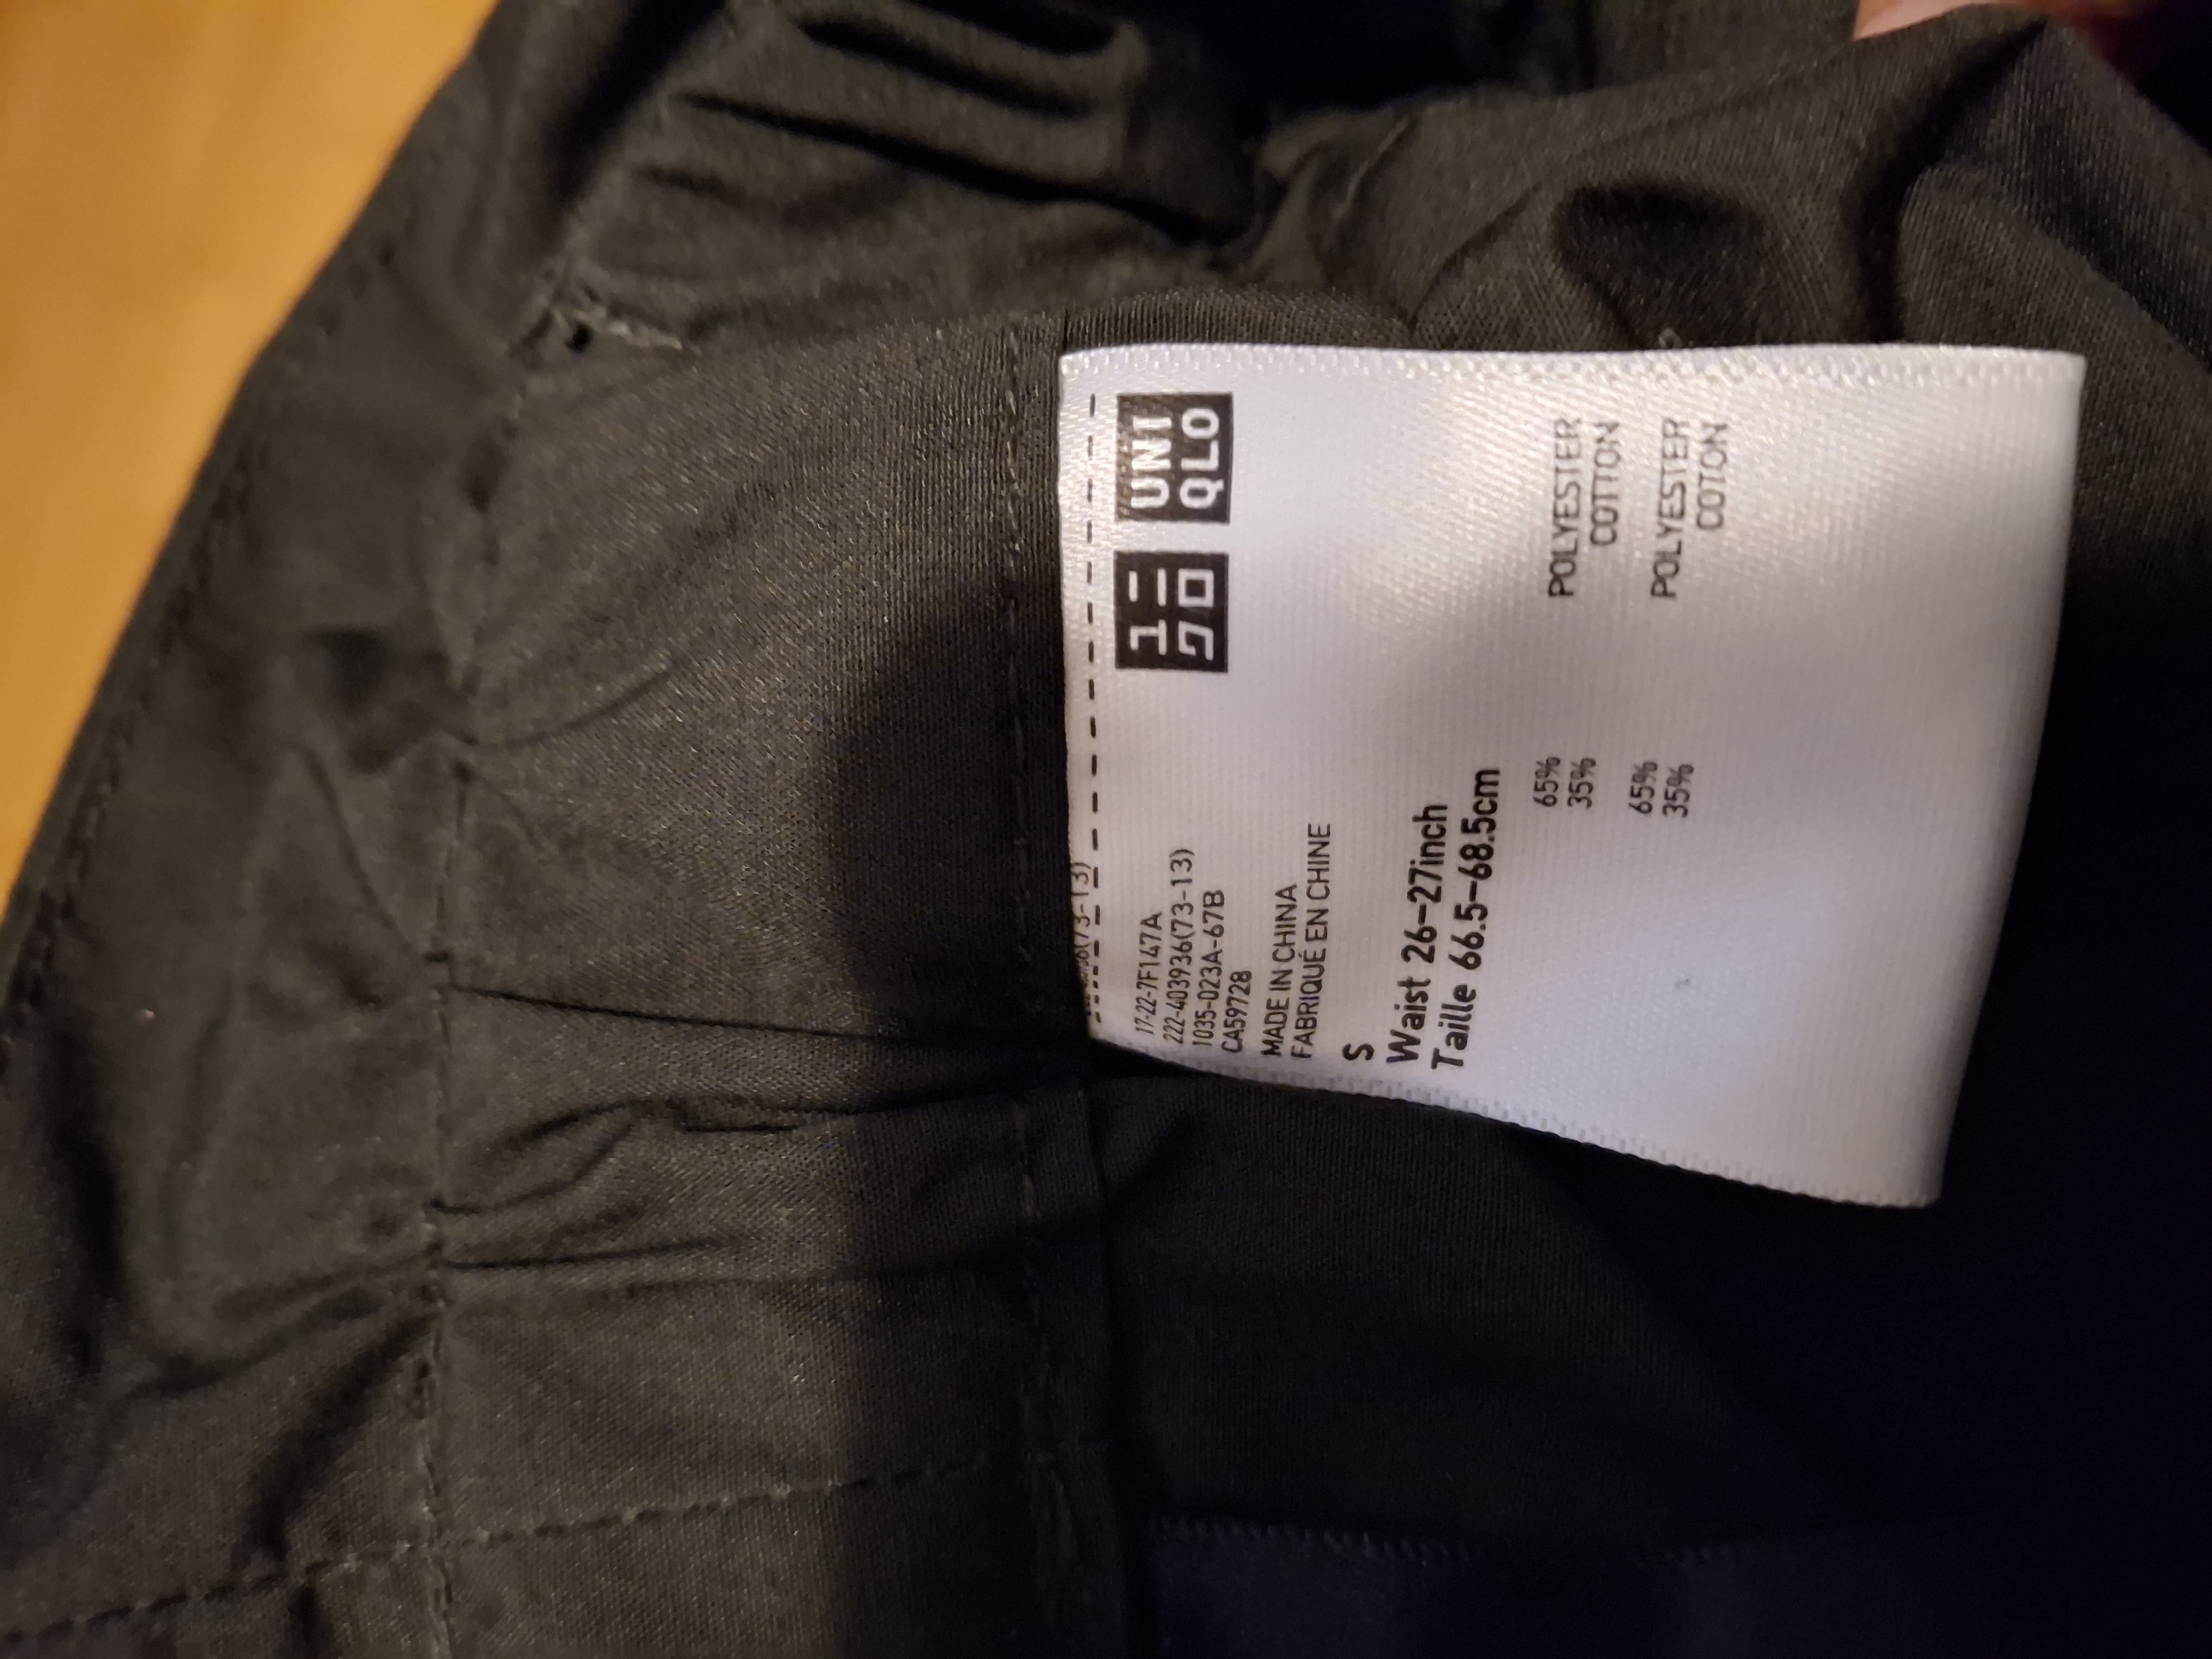 ユニ
クロ
UNI
QLO
17-22-7F147A
222-403936(73-13)
1035-023A-67B
CA59728
MADE IN CHINA
FABRIQUÉ EN CHINE
S
Waist 26-27inch
Taille 66.5-68.5cm
65% POLYESTER
35% COTTON
65% POLYESTER
35% COTON